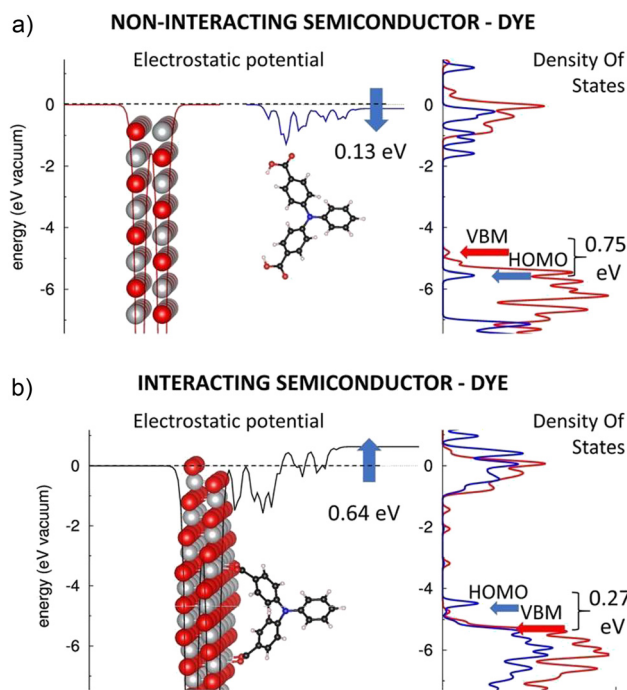 a)
NON-INTERACTING SEMICONDUCTOR - DYE
Electrostatic potential
Density Of
States
energy (eV vacuum)
0
-2
-4
-6
0.13 eV
0
-2
-4
-6
VBM
HOMO
0.75
eV
b)
INTERACTING SEMICONDUCTOR - DYE
Electrostatic potential
Density Of
States
energy (eV vacuum)
0
-2
-4
-6
0.64 eV
0
-2
-4
-6
HOMO
VBM
0.27
eV